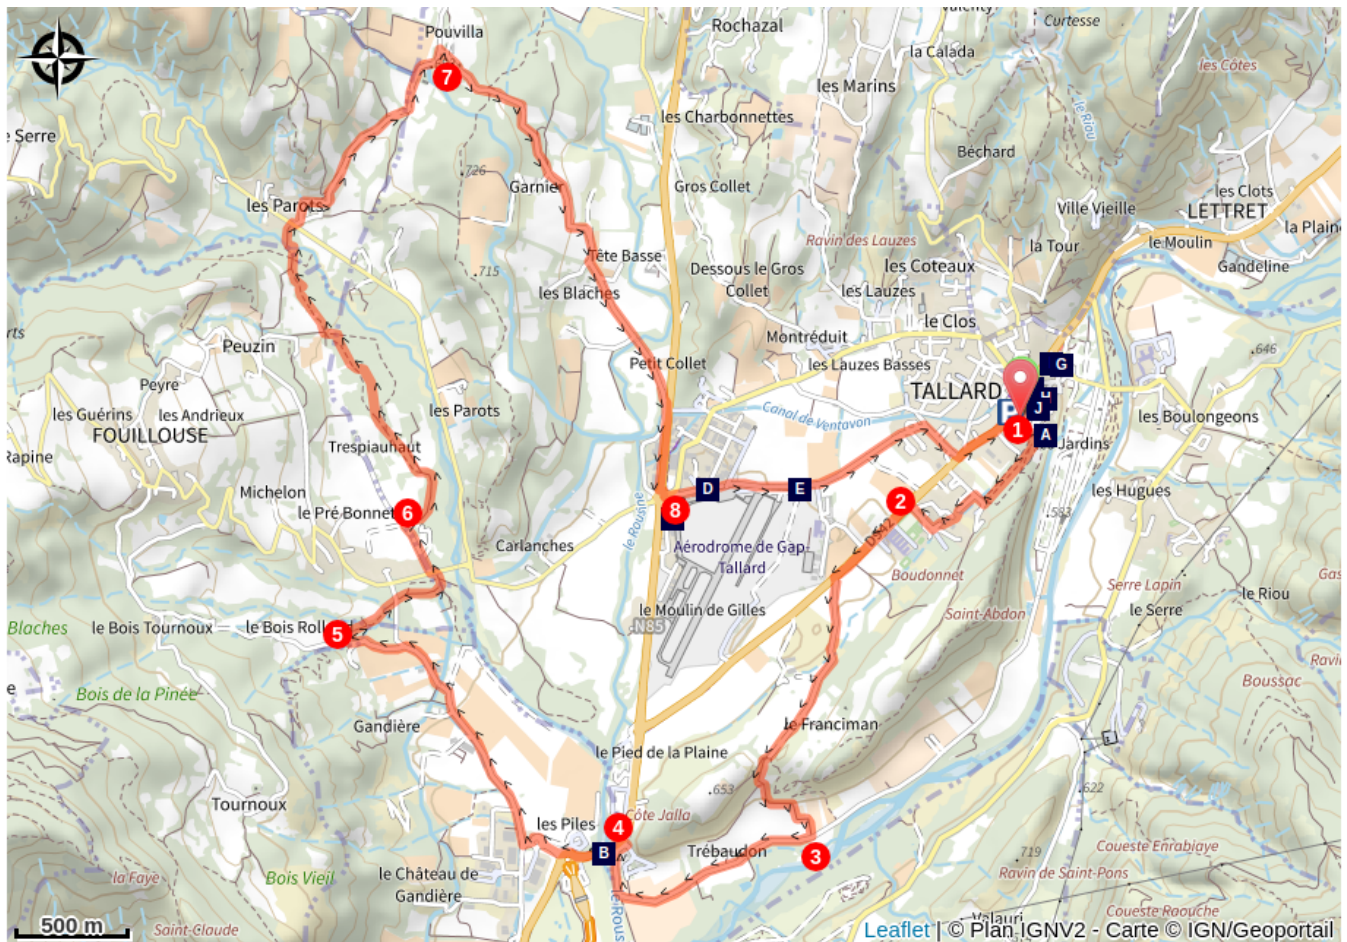 Pouvilla
Rochazal
Curtesse
la Calada
les Côtes
les Marins
7
les Charbonnettes
le Riau
Serre
Béchard
726
Garnier
Gros Collet
les Clots
les Parots
Ville Vieille
LETTRET
la Plaine
Ravin des Lauzes
la Tour
le Moulin
Tête Basse
Dessous le Gros
Collet
les Coteaux
Gandeline
715
les Blaches
les Lauzes
le Clos
Montréduit
Peuzin
646
Petit Collet
les Lauzes Basses
G
Peyre
TALLARD
P
J
les Guérins
les Andrieux
les Parots
Canal de Ventavon
les Boulongeons
FOUILLOUSE
1
A
Jardins
Trespiauhaut
Rapine
Michelon
D
E
les Hugues
2
le Pré Bonnet
6
8
583
le Rousine
D942
Carlanches
Aérodrome de Gap-
Tallard
Boudonnet
Serre Lapin
le Riou
le Moulin de Gilles
Saint-Abdon
le Serre
Blaches
le Bois Tournoux
5
N85
Bois de la Pinée
Boussac
Gandière
le Franciman
le Pied de la Plaine
653
622
Tournoux
Côte Jalla
les Piles
4
B
Trébaudon
3
719
Coueste Enrabiaye
la Faye
Bois Vieil
le Château de
Gandière
Ravin de Saint-Pons
Coueste Raouche
500 m
Saint-Claude
Valauri
Leaflet | © Plan IGNV2 - Carte © IGN/Geoportail